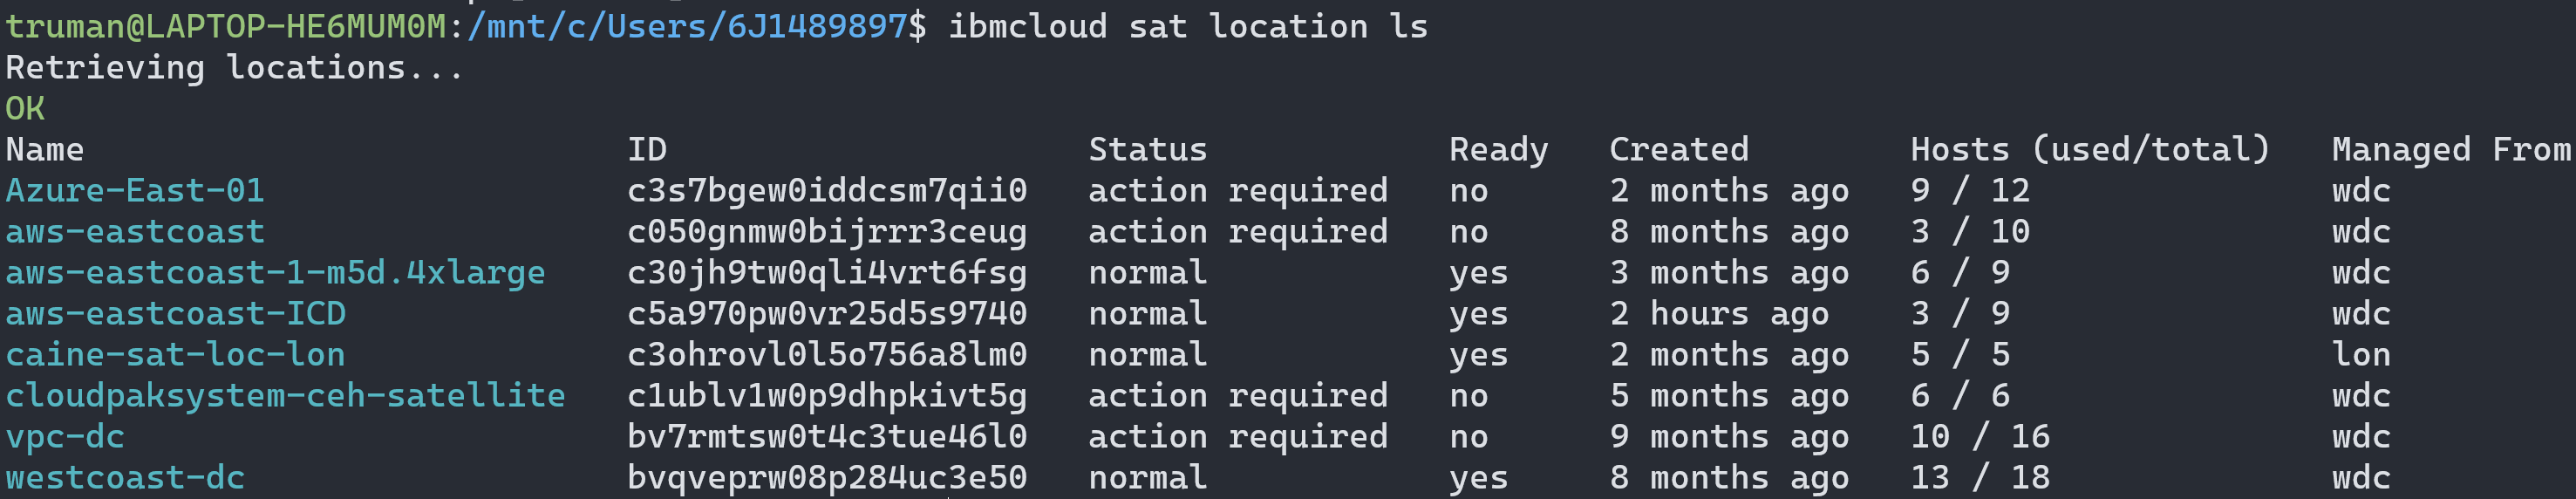 truman@LAPTOP-HE6MUM0M:/mnt/c/Users/6J1489897$ ibmcloud sat location ls
Retrieving locations...
OK
Name ID Status Ready Created Hosts (used/total) Managed From
Azure-East-01 c3s7bgew0iddcsm7qii0 action required no 2 months ago 9 / 12 wdc
aws-eastcoast c050gnmw0bijrrr3ceug action required no 8 months ago 3 / 10 wdc
aws-eastcoast-1-m5d.4xlarge c30jh9tw0qli4vrt6fsg normal yes 3 months ago 6 / 9 wdc
aws-eastcoast-ICD c5a970pw0vr25d5s9740 normal yes 2 hours ago 3 / 9 wdc
caine-sat-loc-lon c3ohrovl0l5o756a8lm0 normal yes 2 months ago 5 / 5 lon
cloudpaksystem-ceh-satellite c1ublv1w0p9dhpkivt5g action required no 5 months ago 6 / 6 wdc
vpc-dc bv7rmtsw0t4c3tue46l0 action required no 9 months ago 10 / 16 wdc
westcoast-dc bvqveprw08p284uc3e50 normal yes 8 months ago 13 / 18 wdc